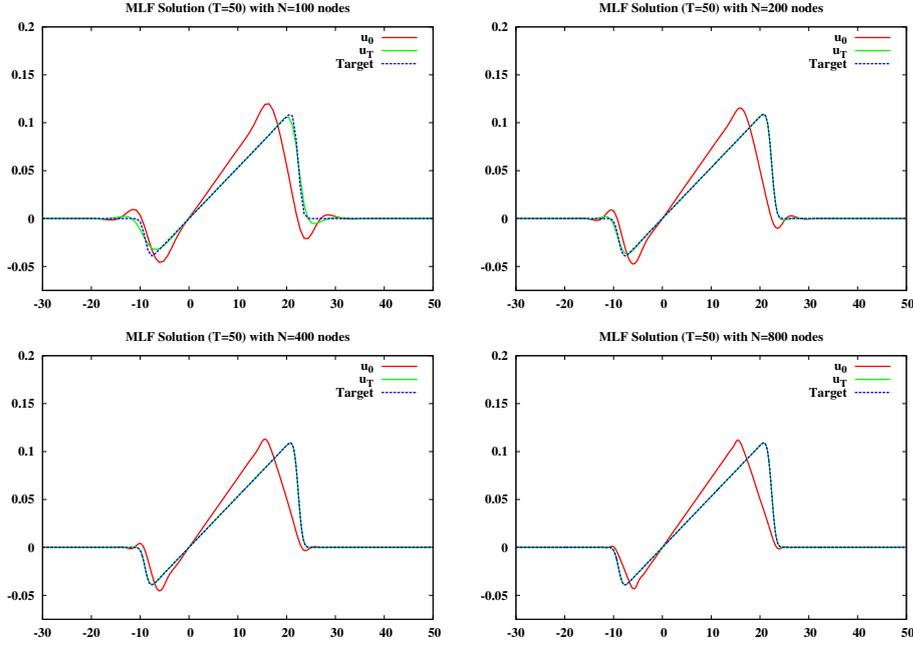 MLF Solution (T=50) with N=100 nodes
0.2
0.15
0.1
0.05
0
-0.05
-30 -20 -10 0 10 20 30 40 50
u0
uT
Target
MLF Solution (T=50) with N=200 nodes
0.2
0.15
0.1
0.05
0
-0.05
-30 -20 -10 0 10 20 30 40 50
u0
uT
Target
MLF Solution (T=50) with N=400 nodes
0.2
0.15
0.1
0.05
0
-0.05
-30 -20 -10 0 10 20 30 40 50
u0
uT
Target
MLF Solution (T=50) with N=800 nodes
0.2
0.15
0.1
0.05
0
-0.05
-30 -20 -10 0 10 20 30 40 50
u0
uT
Target